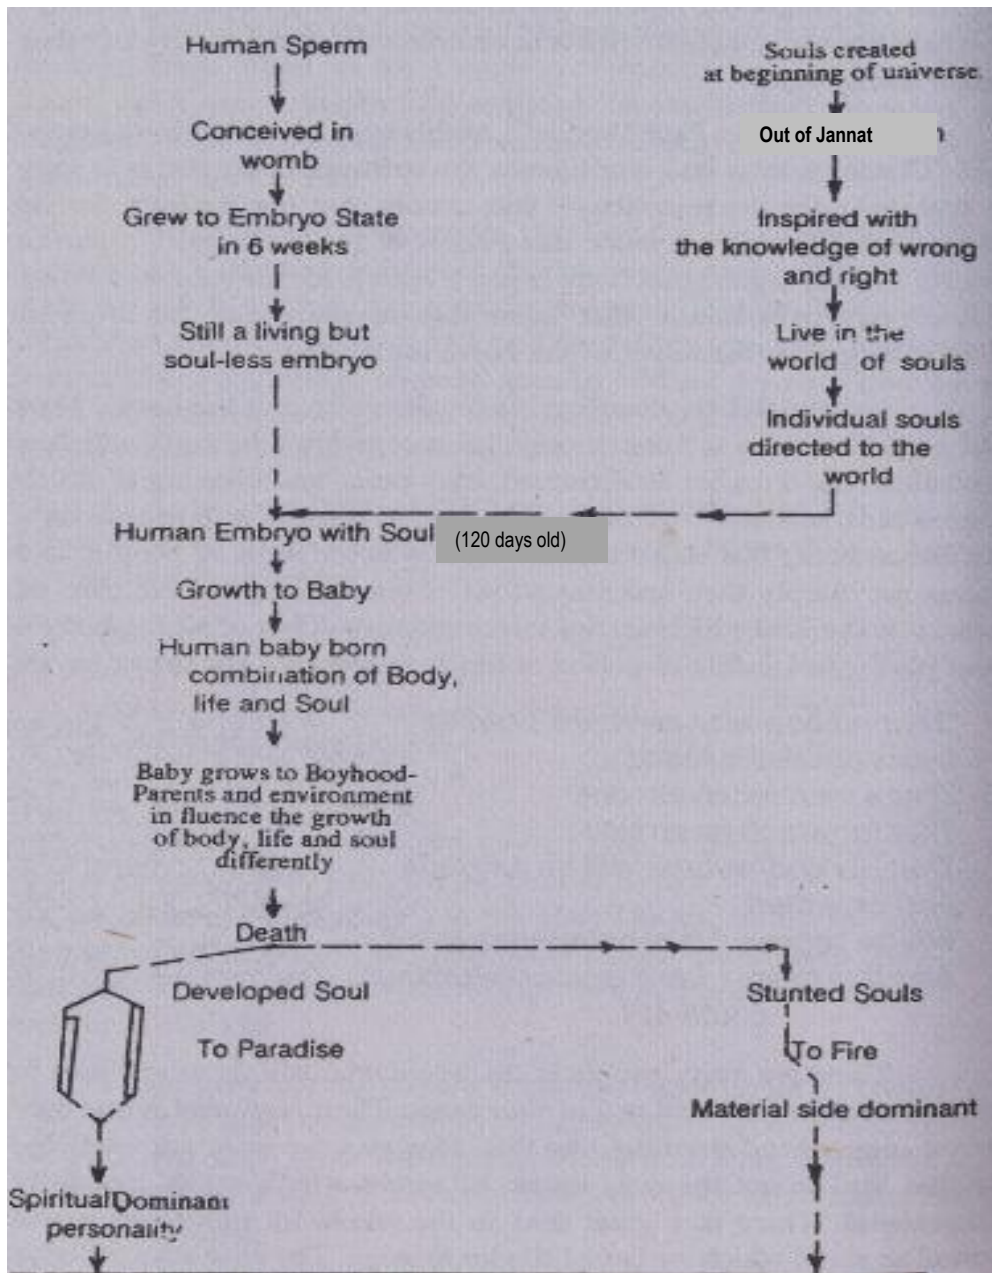 Human Sperm
Conceived in
womb
Grew to Embryo State
in 6 weeks
Still a living but
soul-less embryo
Souls created
at beginning of universe.
Out of Jannat
Inspired with
the knowledge of wrong
and right
Live in the
world of souls
Individual souls
directed to the
world
Human Embryo with Soul (120 days old)
Growth to Baby
Human baby born
combination of Body,
life and Soul
Baby grows to Boyhood-
Parents and environment
in fluence the growth
of body, life and soul
differently
Death
Developed Soul
To Paradise
Spiritual Dominant
personality
Stunted Souls
To Fire
Material side dominant